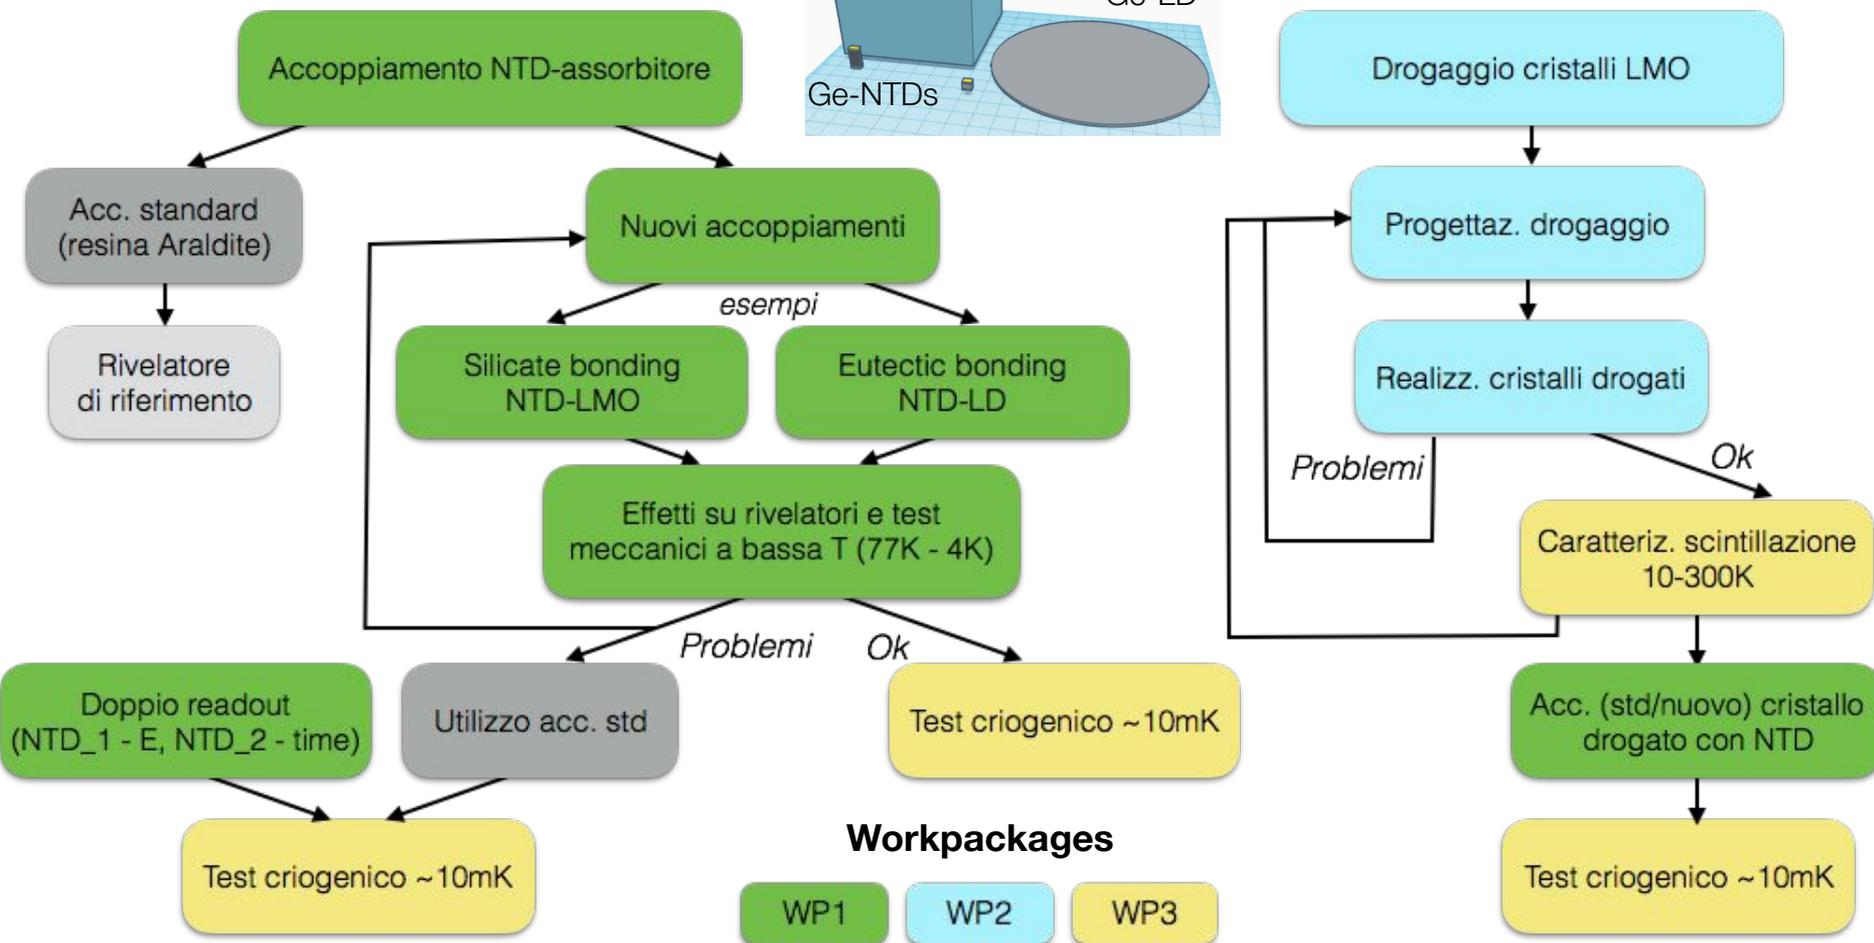 Ge-LD
Ge-NTDs
Accoppiamento NTD-assorbitore
Acc. standard
(resina Araldite)
Rivelatore
di riferimento
Nuovi accoppiamenti
esempi
Silicate bonding
NTD-LMO
Eutectic bonding
NTD-LD
Effetti su rivelatori e test
meccanici a bassa T (77K - 4K)
Problemi
Ok
Doppio readout
(NTD_1 - E, NTD_2 - time)
Utilizzo acc. std
Test criogenico ~10mK
Test criogenico ~10mK
Drogaggio cristalli LMO
Progettaz. drogaggio
Realizz. cristalli drogati
Problemi
Ok
Caratteriz. scintillazione
10-300K
Acc. (std/nuovo) cristallo
drogato con NTD
Test criogenico ~10mK
Workpackages
WP1
WP2
WP3